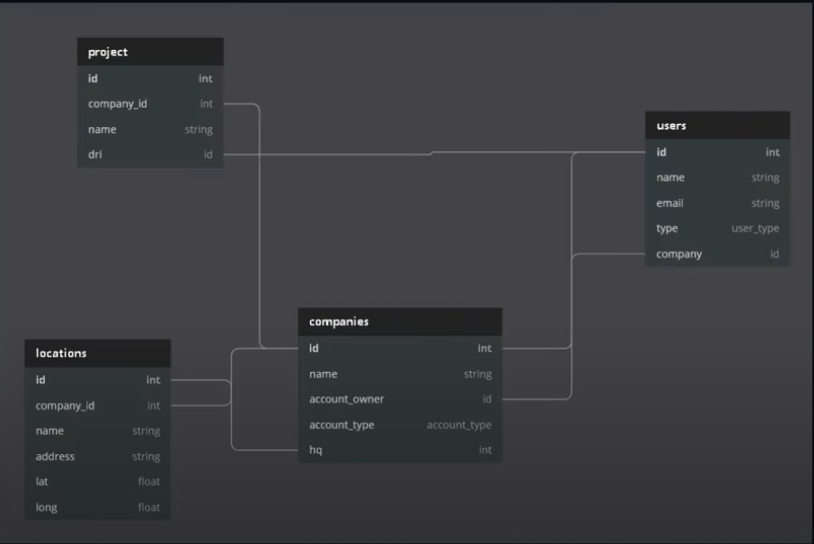 project
id int
company_id int
name string
dri id
users
id int
name string
email string
type user_type
company id
companies
id int
name string
account_owner id
account_type account_type
hq int
locations
id int
company_id int
name string
address string
lat float
long float